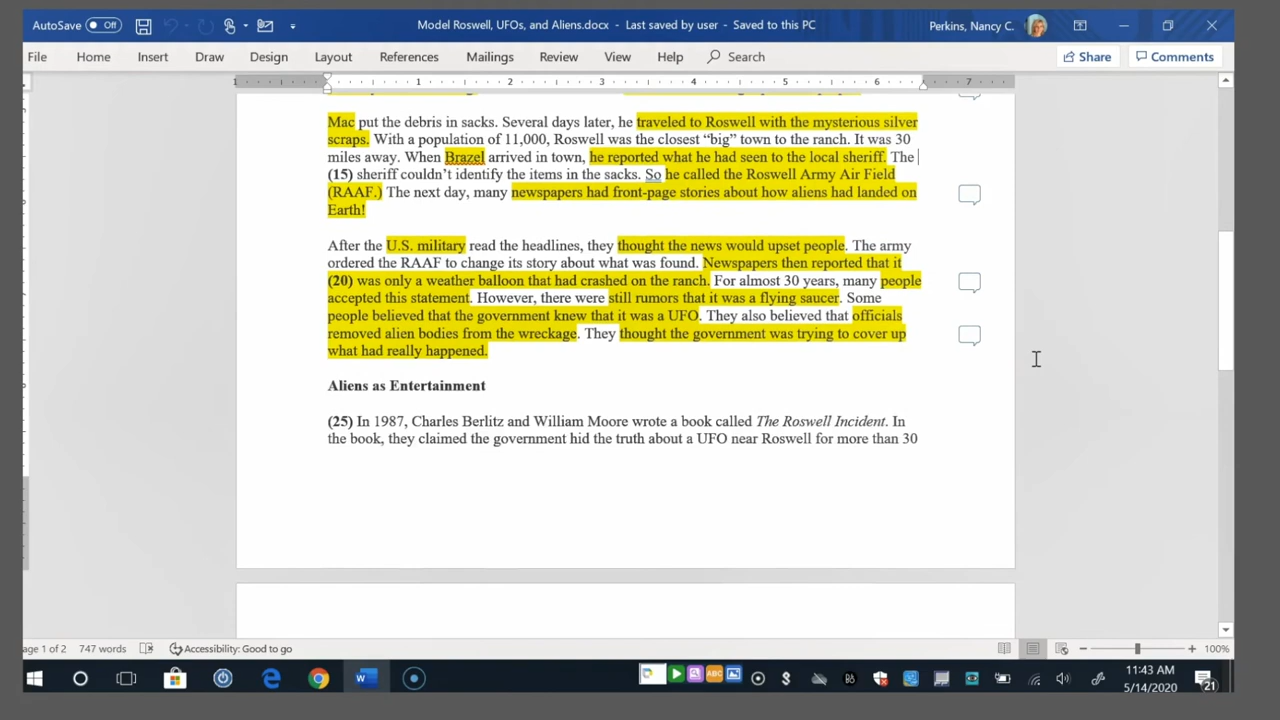 AutoSave Off Model Roswell, UFOs, and Aliens.docx - Last saved by user - Saved to this PC Perkins, Nancy C.
File Home Insert Draw Design Layout References Mailings Review View Help Search Share Comments
1 1 2 3 4 5 6 7
Mac put the debris in sacks. Several days later, he traveled to Roswell with the mysterious silver
scraps. With a population of 11,000, Roswell was the closest “big” town to the ranch. It was 30
miles away. When Brazel arrived in town, he reported what he had seen to the local sheriff. The
(15) sheriff couldn’t identify the items in the sacks. So he called the Roswell Army Air Field
(RAAF.) The next day, many newspapers had front-page stories about how aliens had landed on
Earth!
After the U.S. military read the headlines, they thought the news would upset people. The army
ordered the RAAF to change its story about what was found. Newspapers then reported that it
(20) was only a weather balloon that had crashed on the ranch. For almost 30 years, many people
accepted this statement. However, there were still rumors that it was a flying saucer. Some
people believed that the government knew that it was a UFO. They also believed that officials
removed alien bodies from the wreckage. They thought the government was trying to cover up
what had really happened.
Aliens as Entertainment
(25) In 1987, Charles Berlitz and William Moore wrote a book called The Roswell Incident. In
the book, they claimed the government hid the truth about a UFO near Roswell for more than 30
age 1 of 2 747 words Accessibility: Good to go 100%
ABC 11:43 AM
5/14/2020 21